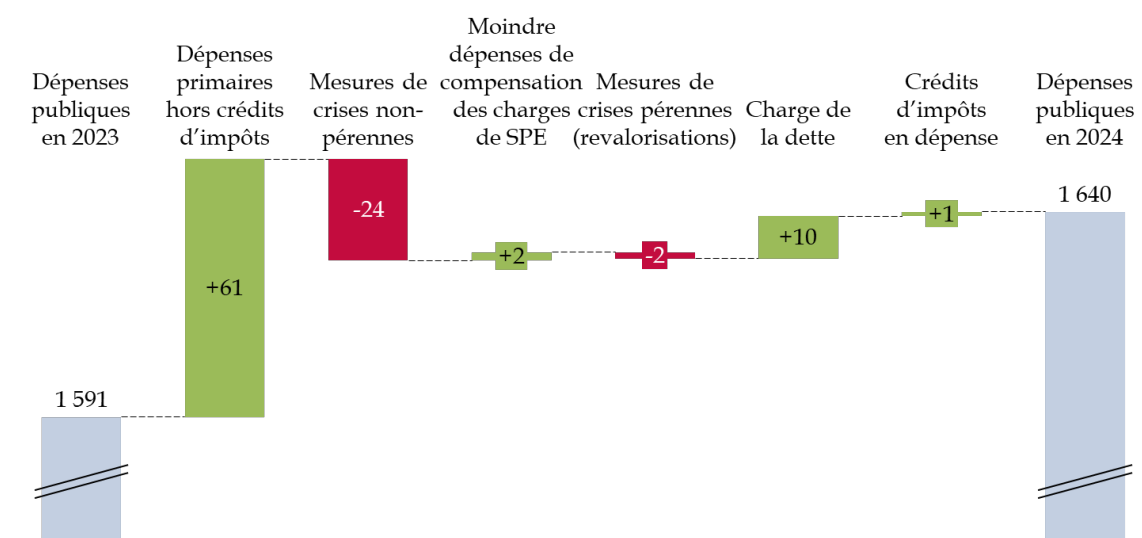 Dépenses
publiques
en 2023
Dépenses
primaires
hors crédits
d’impôts
Mesures de
crises non-
pérennes
Moindre
dépenses de
compensation
des charges
de SPE
Mesures de
crises pérennes
(revalorisations)
Charge de
la dette
Crédits
d’impôts
en dépense
Dépenses
publiques
en 2024
1 591
+61
-24
+2
-2
+10
+1
1 640